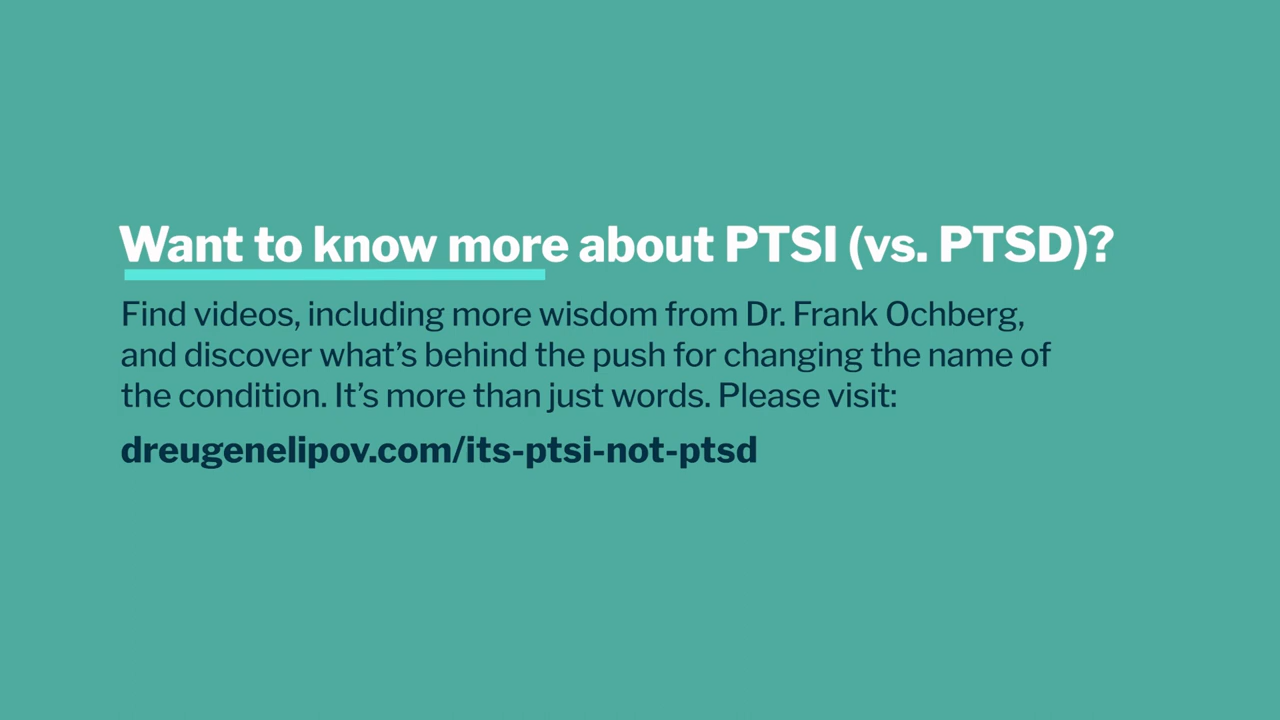 Want to know more about PTSI (vs. PTSD)?
Find videos, including more wisdom from Dr. Frank Ochberg,
and discover what’s behind the push for changing the name of
the condition. It’s more than just words. Please visit:
dreugenelipov.com/its-ptsi-not-ptsd